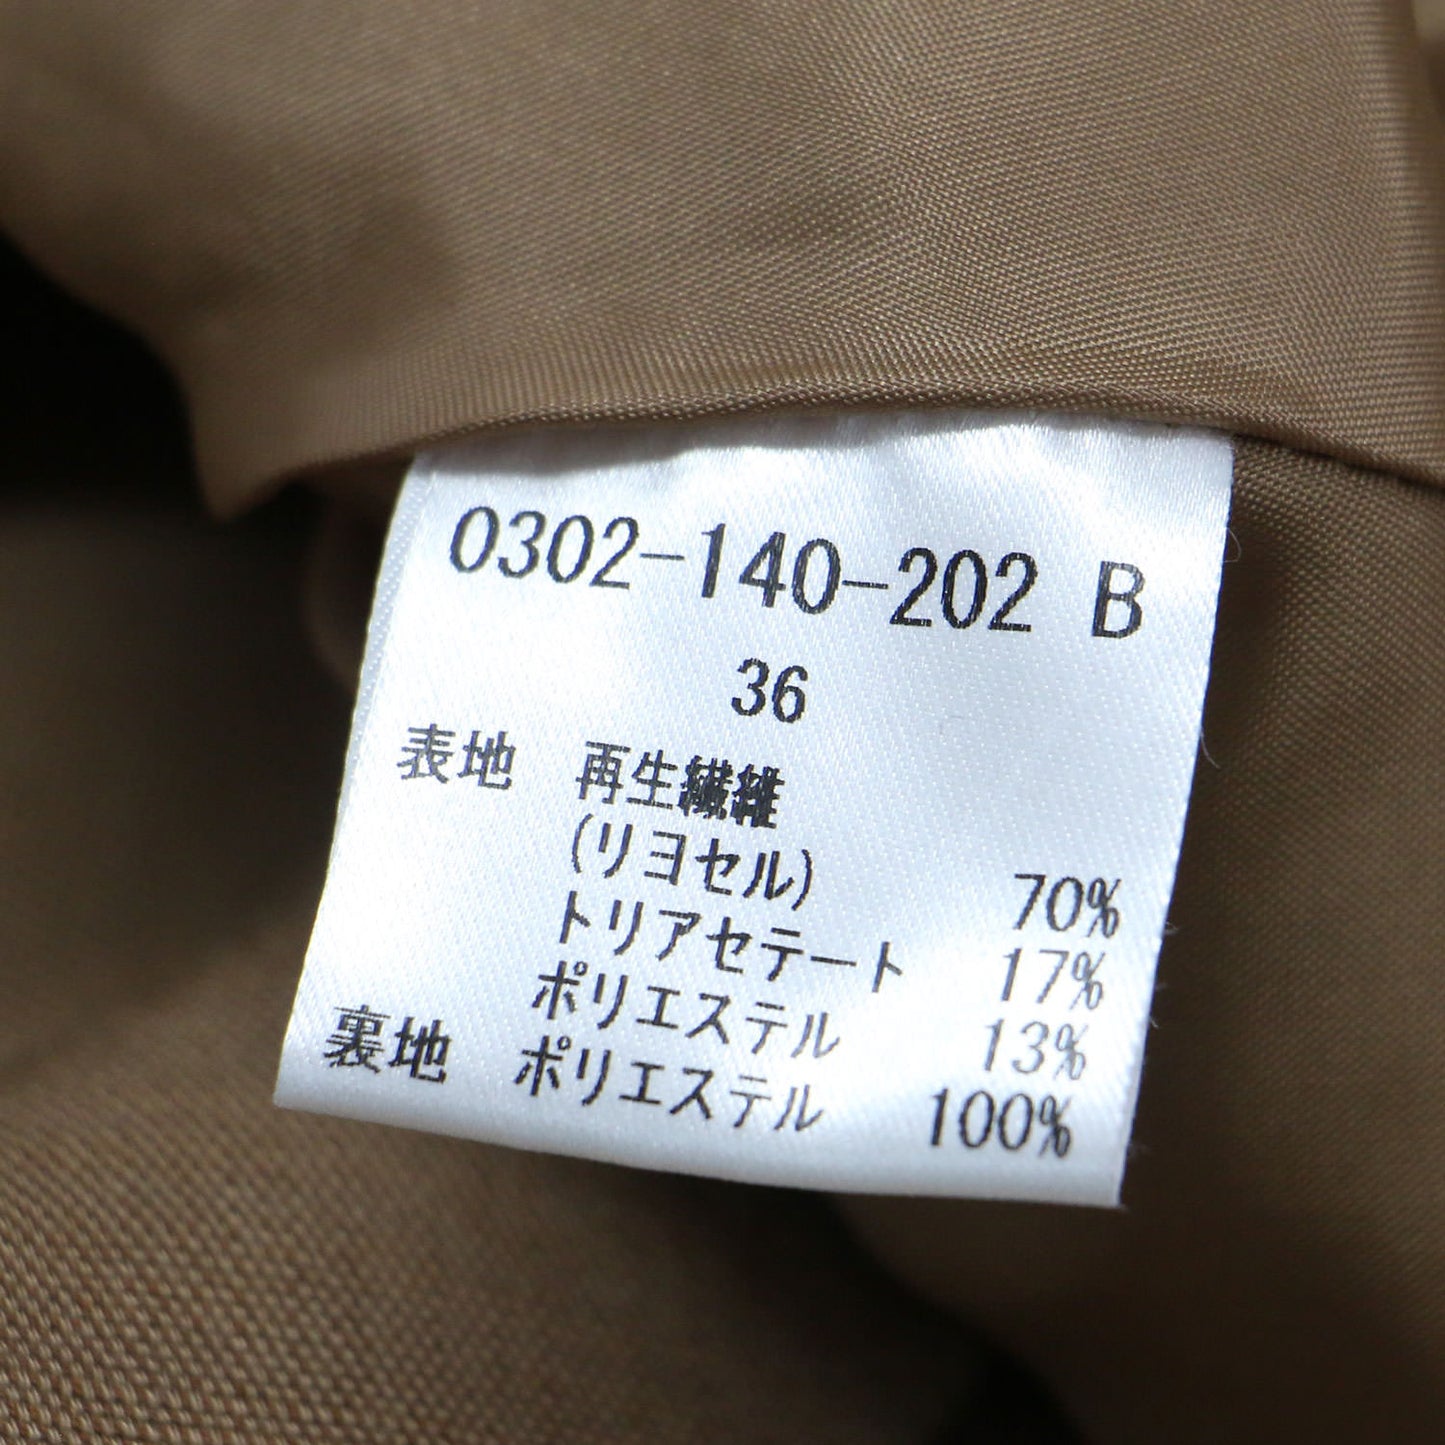 0302-140-202 B
36
表地 再生繊維
(リヨセル) 70%
トリアセテート 17%
ポリエステル 13%
裏地 ポリエステル 100%